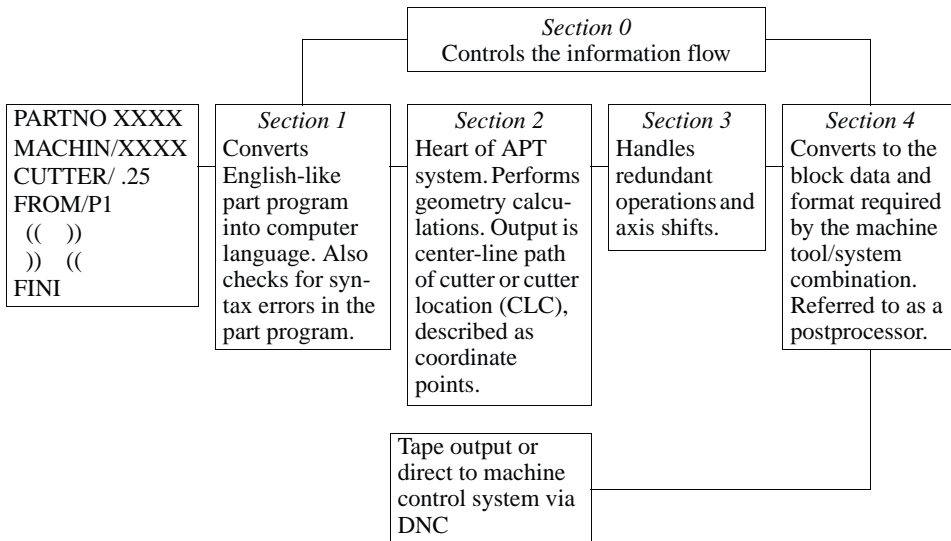 Section 0
Controls the information flow
PARTNO XXXX
MACHIN/XXXX
CUTTER/ .25
FROM/P1
(( ))
)) ((
FINI
Section 1
Converts
English-like
part program
into computer
language. Also
checks for syn-
tax errors in the
part program.
Section 2
Heart of APT
system. Performs
geometry calcu-
lations. Output is
center-line path
of cutter or cutter
location (CLC),
described as
coordinate
points.
Section 3
Handles
redundant
operations and
axis shifts.
Section 4
Converts to the
block data and
format required
by the machine
tool/system
combination.
Referred to as a
postprocessor.
Tape output or
direct to machine
control system via
DNC